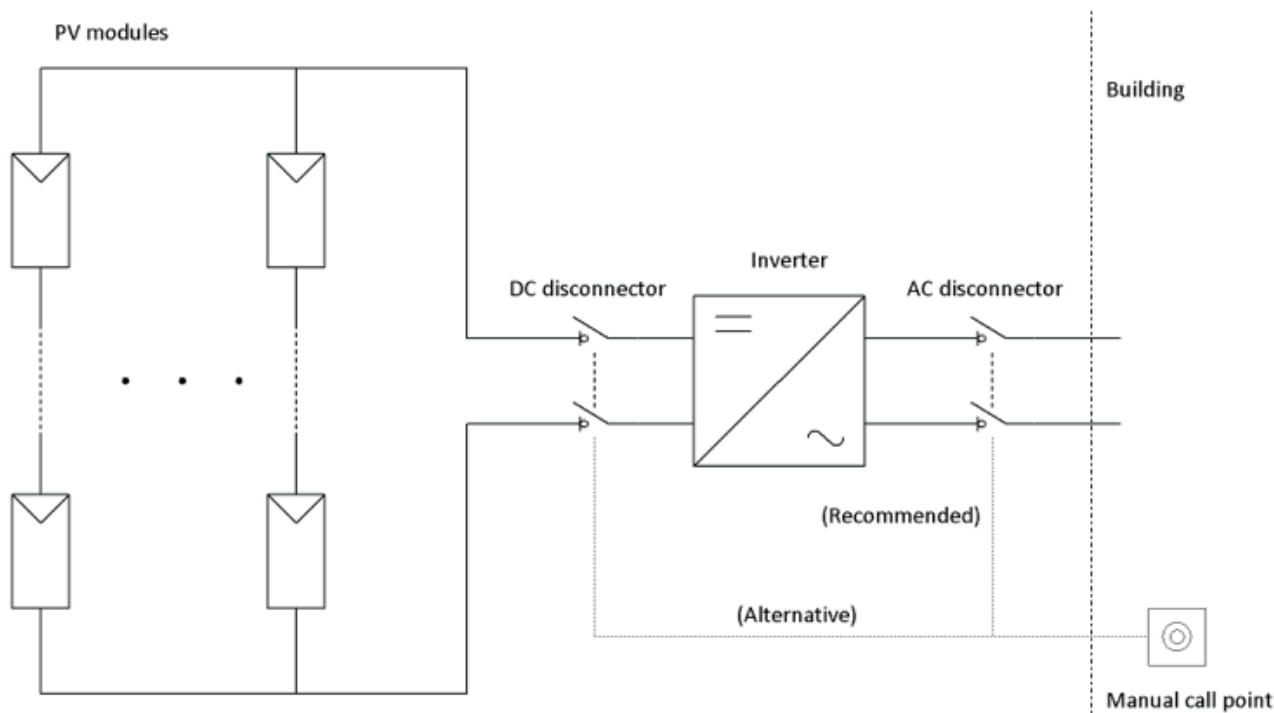 PV modules
Building
Inverter
DC disconnector
AC disconnector
(Recommended)
(Alternative)
Manual call point